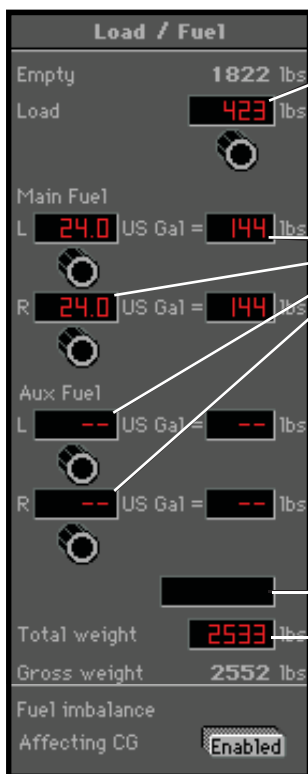 Load / Fuel
Empty 1822 lbs
Load 423 lbs
Main Fuel
L 24.0 US Gal = 144 lbs
R 24.0 US Gal = 144 lbs
Aux Fuel
L -- US Gal = -- lbs
R -- US Gal = -- lbs
Total weight 2533 lbs
Gross weight 2552 lbs
Fuel imbalance
Affecting CG Enabled